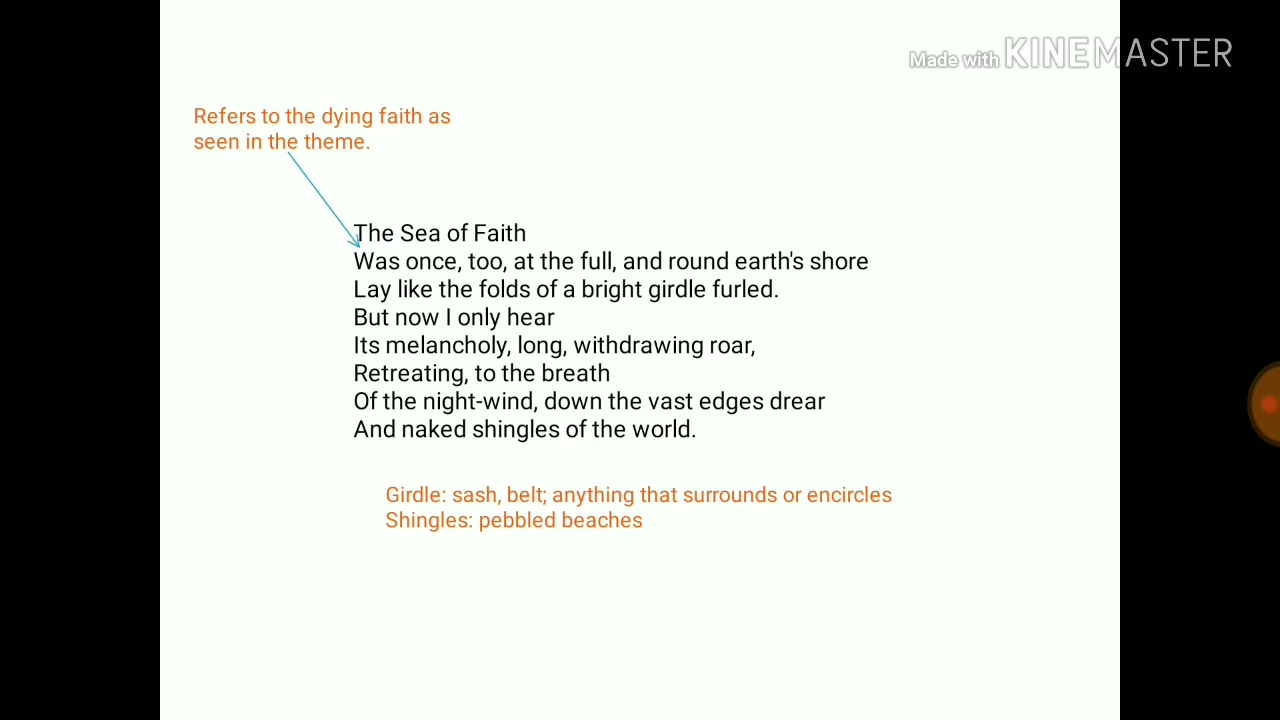 Made with KINEMASTER
Refers to the dying faith as
seen in the theme.
The Sea of Faith
Was once, too, at the full, and round earth's shore
Lay like the folds of a bright girdle furled.
But now I only hear
Its melancholy, long, withdrawing roar,
Retreating, to the breath
Of the night-wind, down the vast edges drear
And naked shingles of the world.
Girdle: sash, belt; anything that surrounds or encircles
Shingles: pebbled beaches